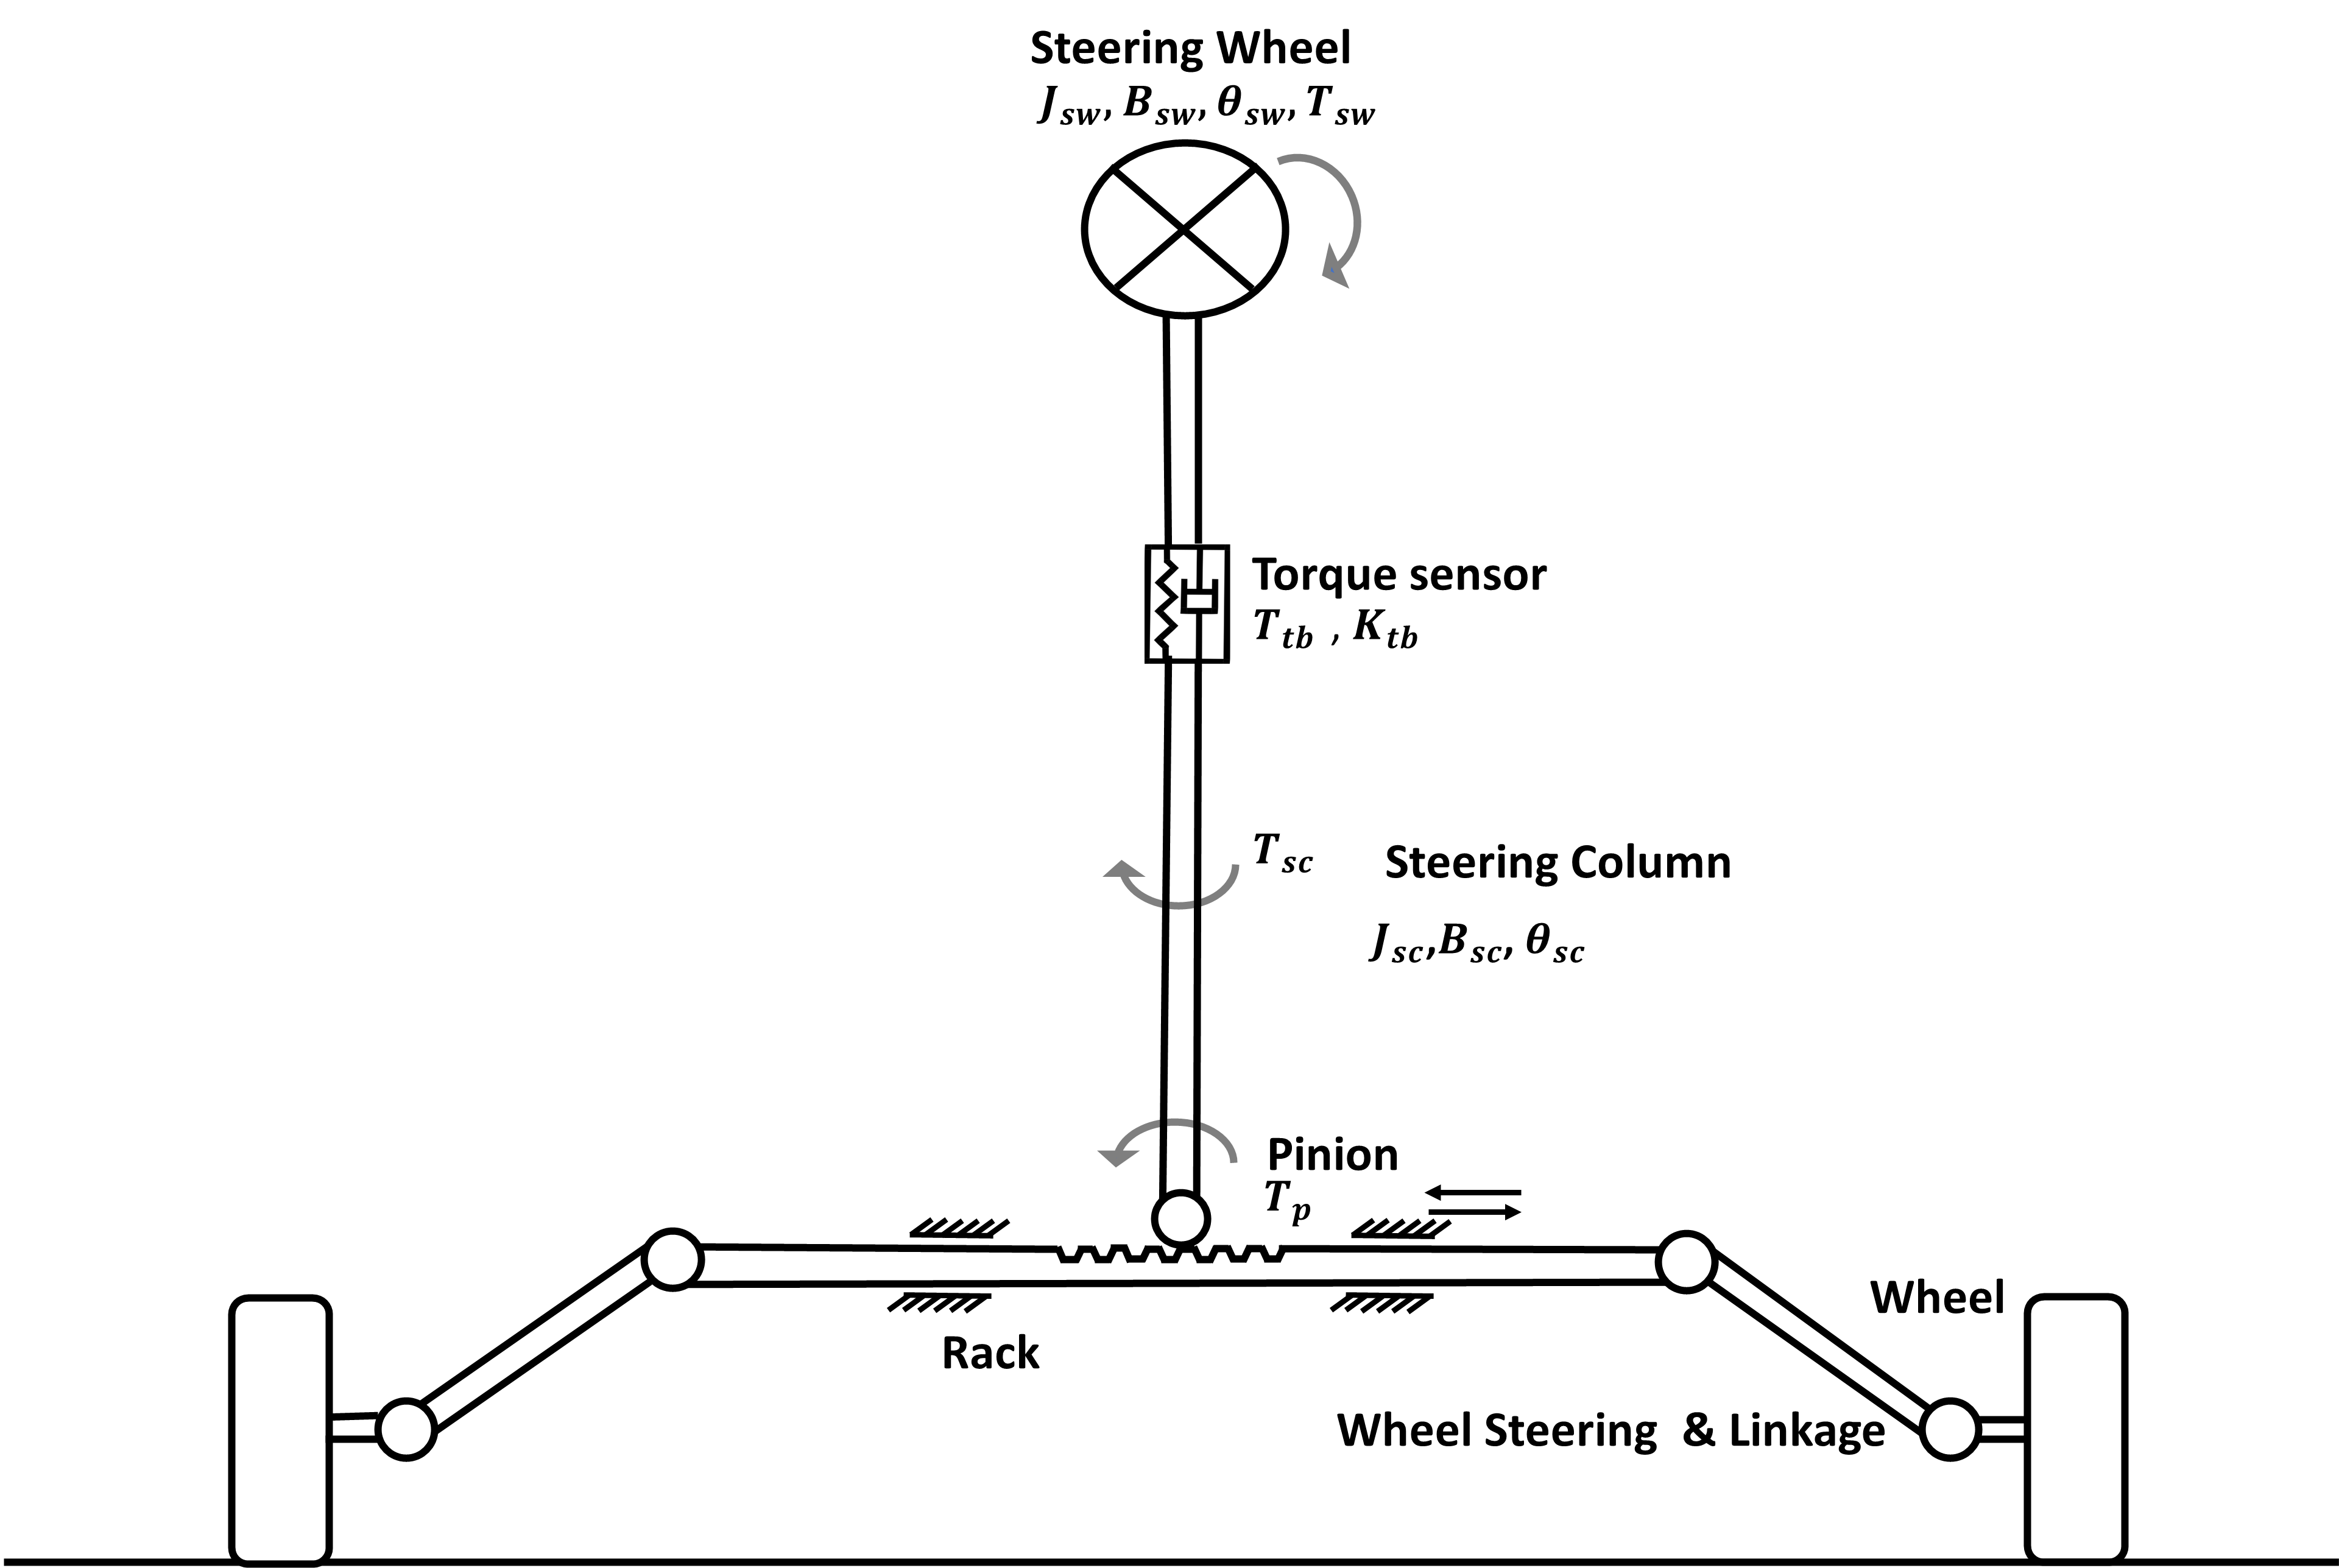 Steering Wheel
J_sw, B_sw, θ_sw, T_sw
Torque sensor
T_tb , K_tb
T_sc
Steering Column
J_sc, B_sc, θ_sc
Pinion
T_p
Wheel
Rack
Wheel Steering & Linkage